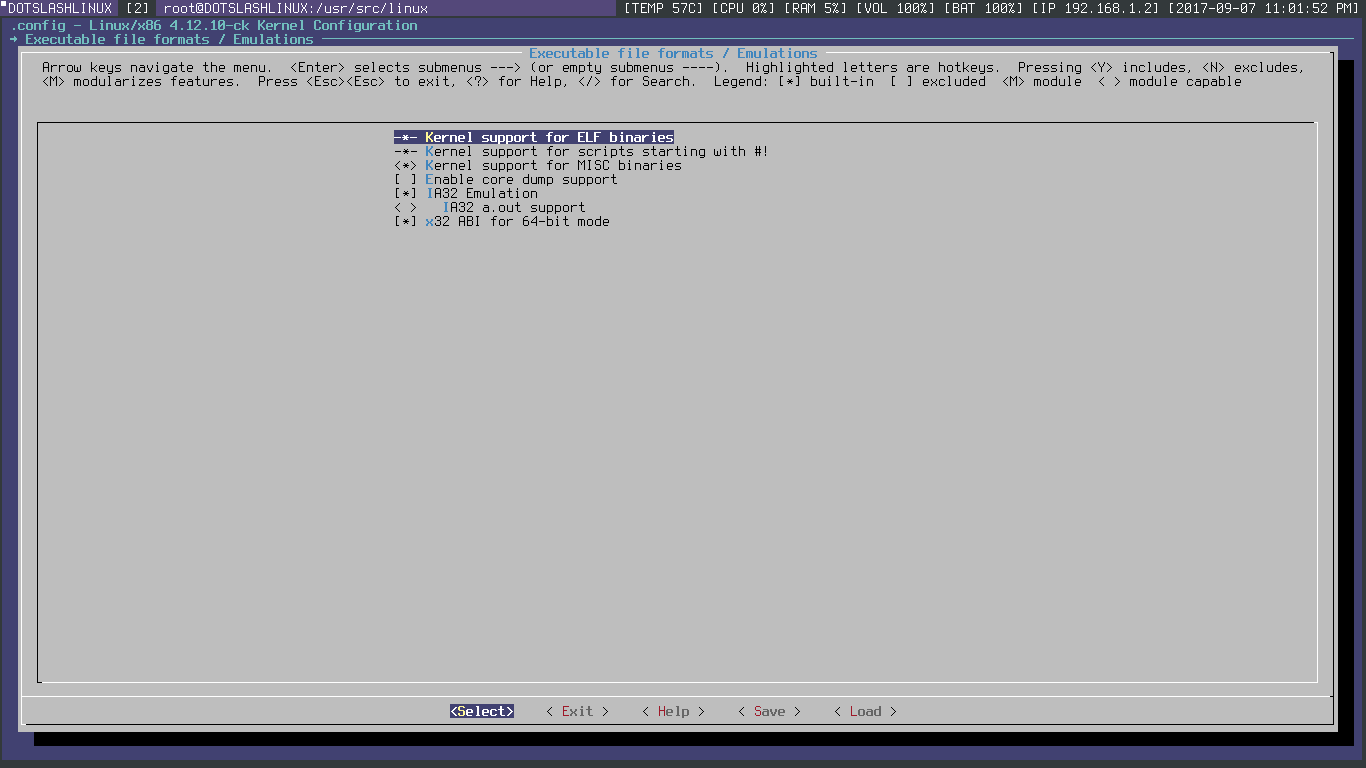 DOTSLASHLINUX [2] root@DOTSLASHLINUX:/usr/src/linux [TEMP 57C] [CPU 0%] [RAM 5%] [VOL 100%] [BAT 100%] [IP 192.168.1.2] [2017-09-07 11:01:52 PM]
.config - Linux/x86 4.12.10-ck Kernel Configuration
→ Executable file formats / Emulations
Executable file formats / Emulations
Arrow keys navigate the menu.  <Enter> selects submenus ---> (or empty submenus ----).  Highlighted letters are hotkeys.  Pressing <Y> includes, <N> excludes,
<M> modularizes features.  Press <Esc><Esc> to exit, <?> for Help, </> for Search.  Legend: [*] built-in  [ ] excluded  <M> module  < > module capable
-*- Kernel support for ELF binaries
-*- Kernel support for scripts starting with #!
<*> Kernel support for MISC binaries
[ ] Enable core dump support
[*] IA32 Emulation
< >   IA32 a.out support
[*] x32 ABI for 64-bit mode
<Select>    < Exit >    < Help >    < Save >    < Load >